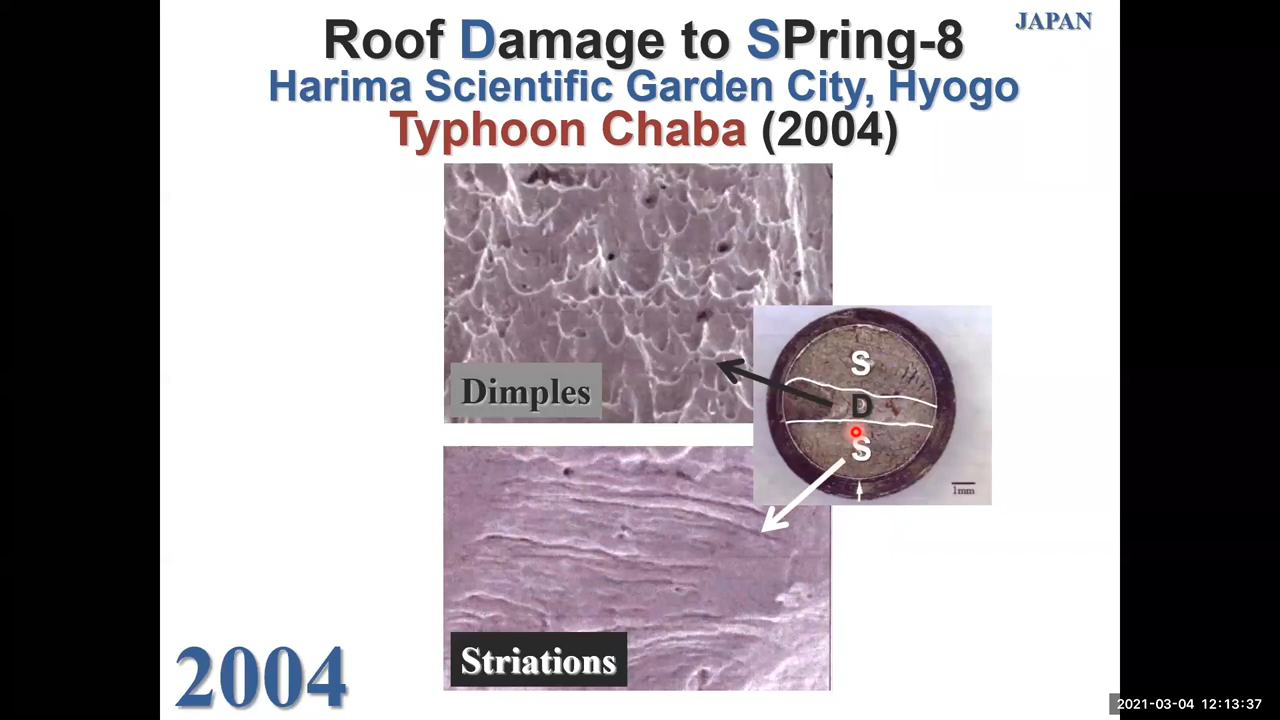 JAPAN
Roof Damage to SPring-8
Harima Scientific Garden City, Hyogo
Typhoon Chaba (2004)
S
D
S
1mm
Dimples
Striations
2004
2021-03-04 12:13:37